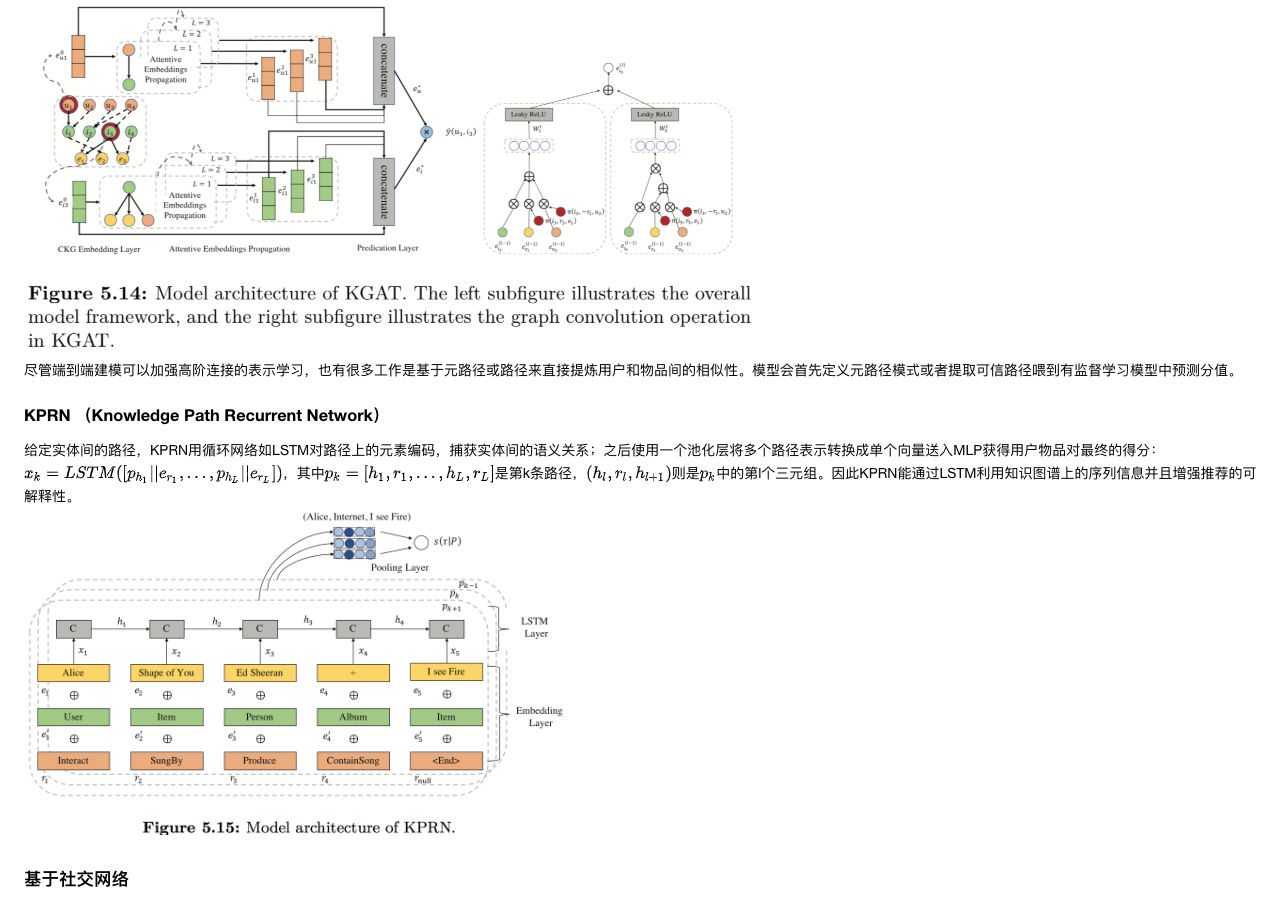 L = 3
L = 2
L = 1
Attentive
Embeddings
Propagation
e_{u1}^0
e_{u1}^1
e_{u1}^2
e_{u1}^3
concatenate
e_u^*
ŷ(u_1, i_3)
u_1 u_2 u_3 u_4
i_1 i_2 i_3 i_4
e_1 e_2 e_3
L = 3
L = 2
L = 1
Attentive
Embeddings
Propagation
e_{i3}^0
e_{i1}^1
e_{i1}^2
e_{i1}^3
concatenate
e_i^*
CKG Embedding Layer
Attentive Embeddings Propagation
Predication Layer
Leaky ReLU
Leaky ReLU
π(i_3, −r_1, u_2)
π(i_3, −r_1, u_2)
Figure 5.14: Model architecture of KGAT. The left subfigure illustrates the overall
model framework, and the right subfigure illustrates the graph convolution operation
in KGAT.
尽管端到端建模可以加强高阶连接的表示学习，也有很多工作是基于元路径或路径来直接提炼用户和物品间的相似性。模型会首先定义元路径模式或者提取可信路径喂到有监督学习模型中预测分值。
KPRN （Knowledge Path Recurrent Network）
给定实体间的路径，KPRN用循环网络如LSTM对路径上的元素编码，捕获实体间的语义关系；之后使用一个池化层将多个路径表示转换成单个向量送入MLP获得用户物品对最终的得分：
x_k = LSTM([p_{h_1}||e_{r_1}, . . . , p_{h_L}||e_{r_L}])，其中p_k = [h_1, r_1, . . . , h_L, r_L]是第k条路径，(h_l, r_l, h_{l+1})则是p_k中的第l个三元组。因此KPRN能通过LSTM利用知识图谱上的序列信息并且增强推荐的可
解释性。
(Alice, Internet, I see Fire)
s(τ|P)
Pooling Layer
p_{k−1}
p_k
p_{k+1}
C h_1 C h_2 C h_3 C h_4 C
LSTM
Layer
x_1 x_2 x_3 x_4 x_5
Alice Shape of You Ed Sheeran ÷ I see Fire
e_1 e_2 e_3 e_4 e_5
User Item Person Album Item
Embedding
Layer
e'_1 e'_2 e'_3 e'_4 e'_5
Interact SungBy Produce ContainSong <End>
r_1 r_2 r_3 r_4 r_null
Figure 5.15: Model architecture of KPRN.
基于社交网络